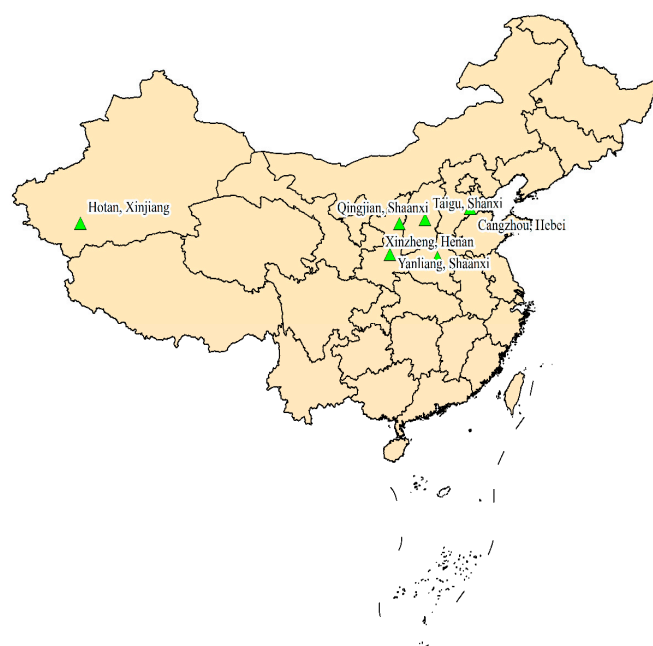 Hotan, Xinjiang
Qingjian, Shaanxi
Taigu, Shanxi
Cangzhou, Hebei
Xinzheng, Henan
Yanliang, Shaanxi